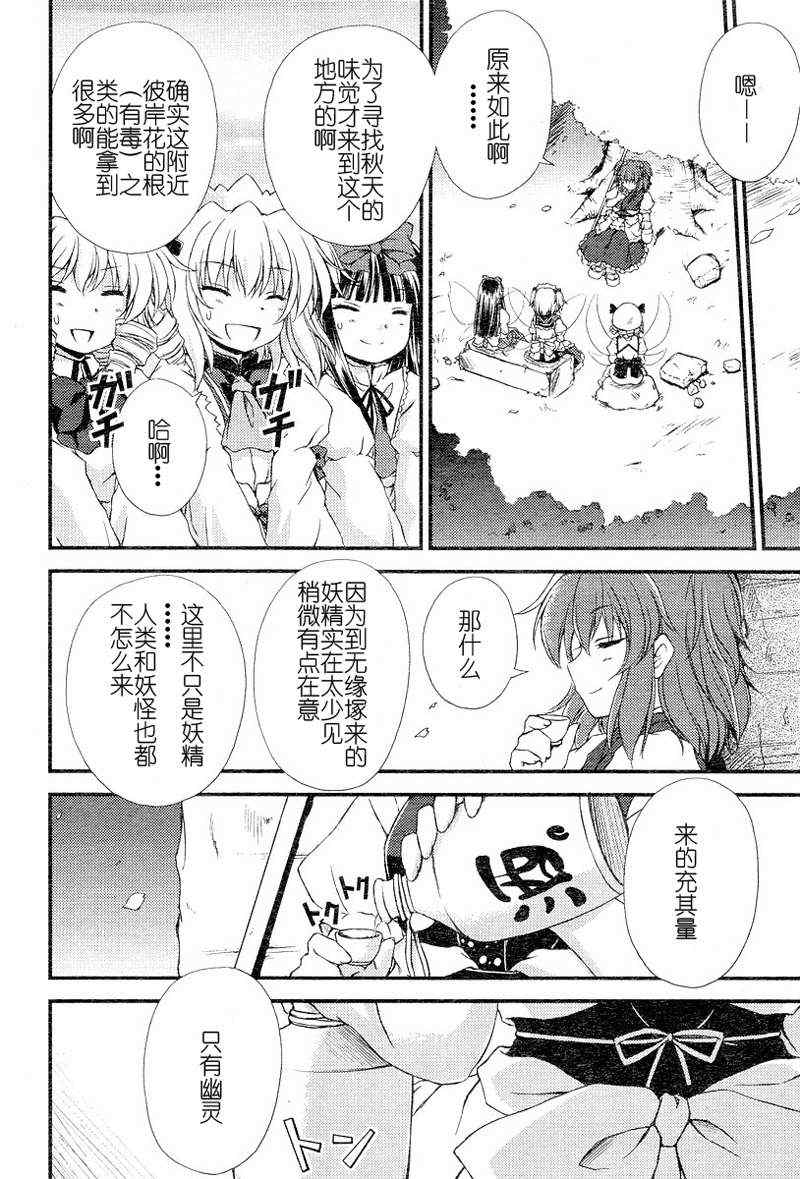 嗯——
原来如此啊
……
为了寻找秋天的
味觉才来到这个
地方的啊
确实这附近
彼岸花的根
（有毒）之
类的能拿到
很多啊
ガチ
ガチ
哈啊…
那什么
因为到无缘塚来的
妖精实在太少见
稍微有点在意
这里不只是妖精
……
人类和妖怪也都
不怎么来
来的充其量
トク
トク
只有幽灵
トン